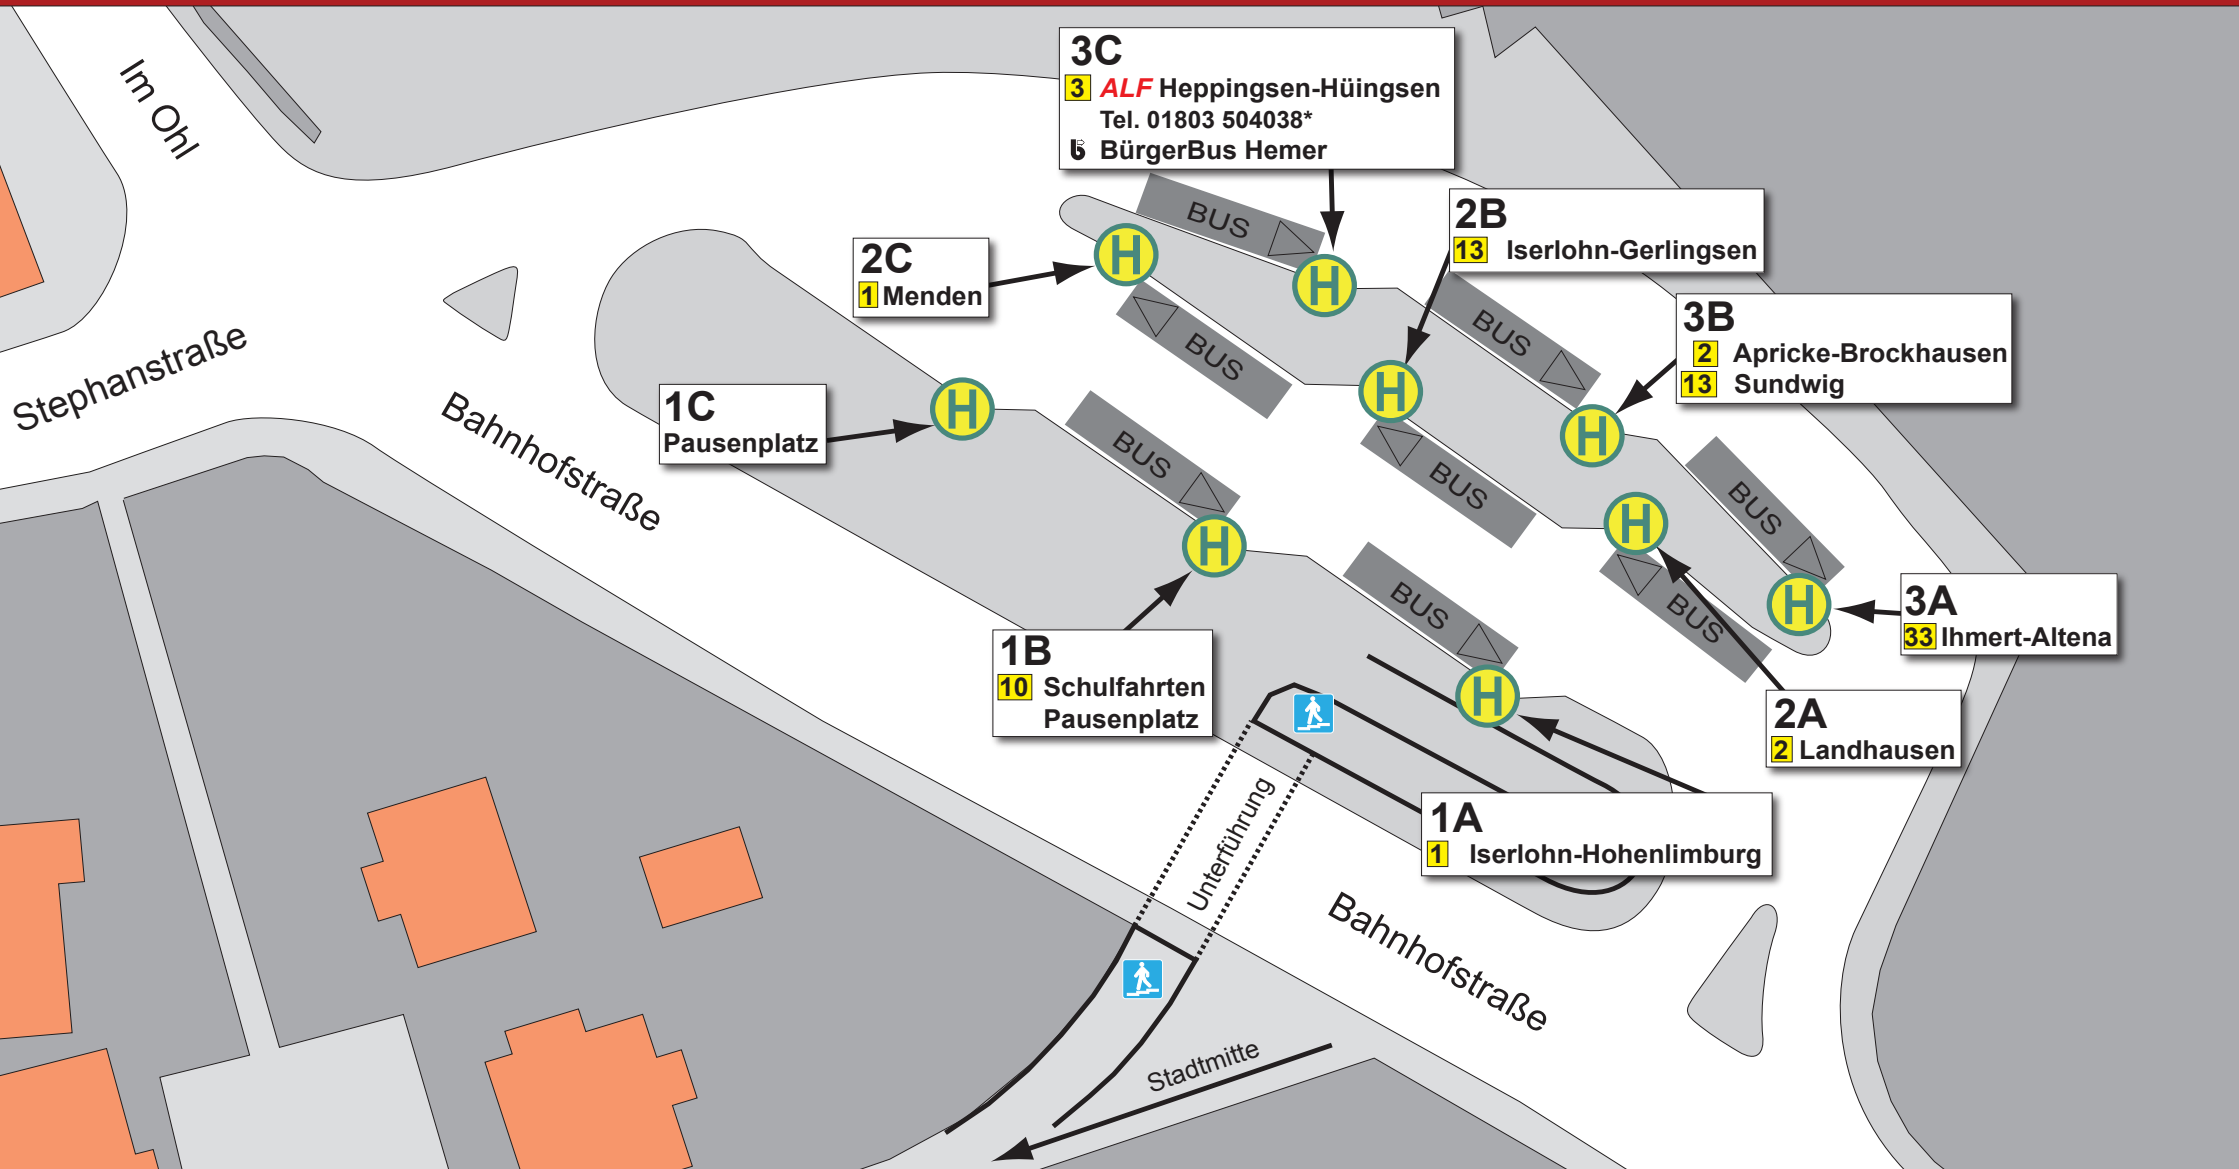 Im Ohl
Stephanstraße
Bahnhofstraße
3C
3 ALF Heppingsen-Hüingsen
Tel. 01803 504038*
BürgerBus Hemer
BUS
2C
1 Menden
BUS
2B
13 Iserlohn-Gerlingsen
BUS
3B
2 Apricke-Brockhausen
13 Sundwig
1C
Pausenplatz
BUS
BUS
BUS
H
H
H
H
H
H
H
H
H
1B
10 Schulfahrten
Pausenplatz
BUS
BUS
3A
33 Ihmert-Altena
2A
2 Landhausen
1A
1 Iserlohn-Hohenlimburg
Unterführung
Bahnhofstraße
Stadtmitte